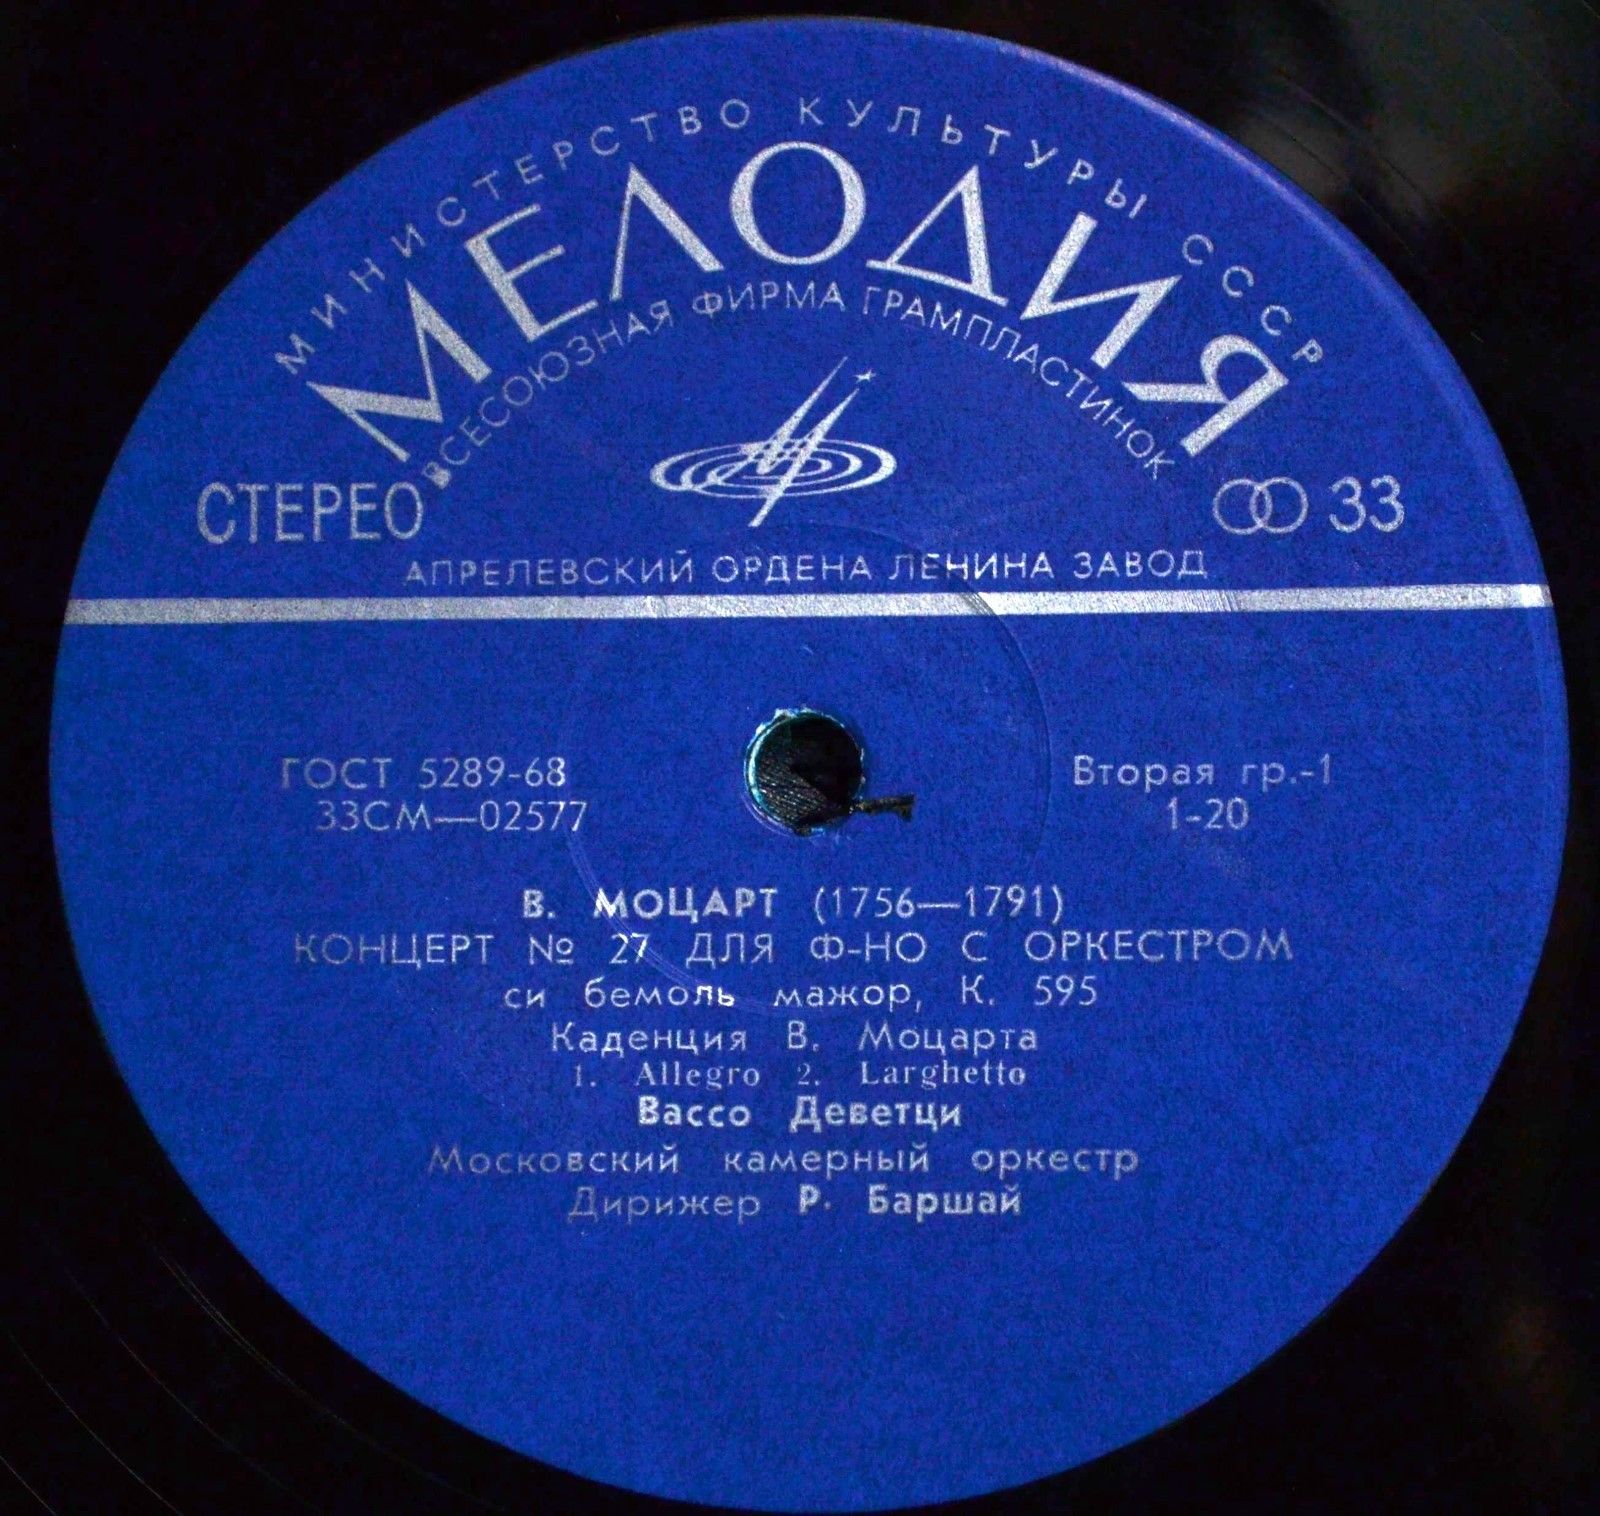 МИНИСТЕРСТВО КУЛЬТУРЫ СССР
МЕЛОДИЯ
ВСЕСОЮЗНАЯ ФИРМА ГРАМПЛАСТИНОК
СТЕРЕО
33
АПРЕЛЕВСКИЙ ОРДЕНА ЛЕНИНА ЗАВОД
ГОСТ 5289-68
33СМ—02577
Вторая гр.-1
1-20
В. МОЦАРТ (1756—1791)
КОНЦЕРТ № 27 ДЛЯ Ф-НО С ОРКЕСТРОМ
си бемоль мажор, К. 595
Каденция В. Моцарта
1. Allegro 2. Larghetto
Вассо Деветци
Московский камерный оркестр
Дирижер Р. Баршай